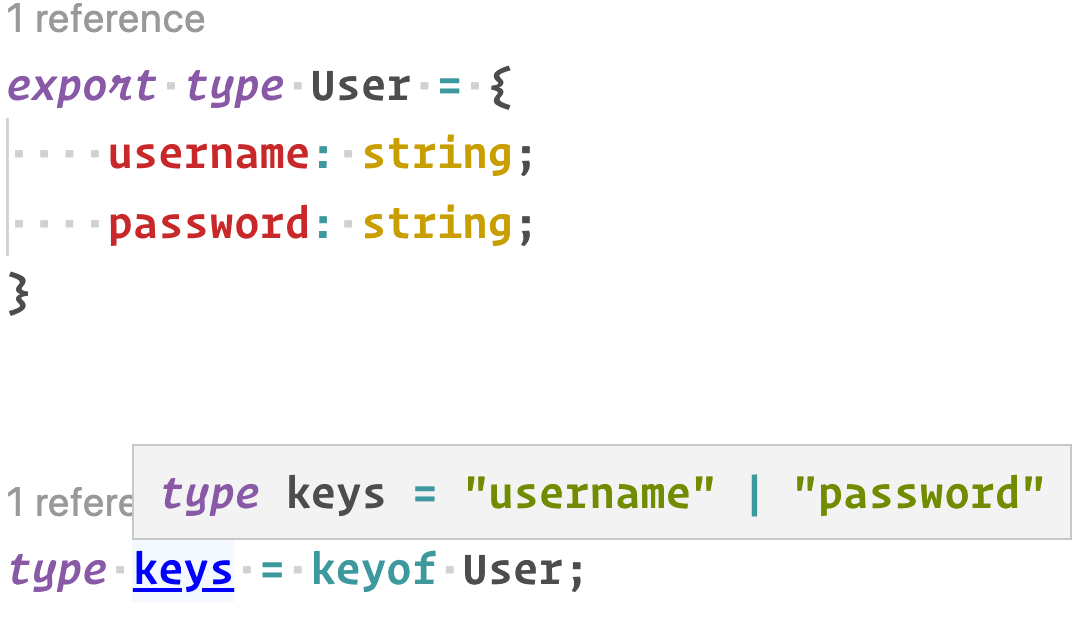 1 reference
export type User = {
    username: string;
    password: string;
}
type keys = "username" | "password"
1 refere
type keys = keyof User;